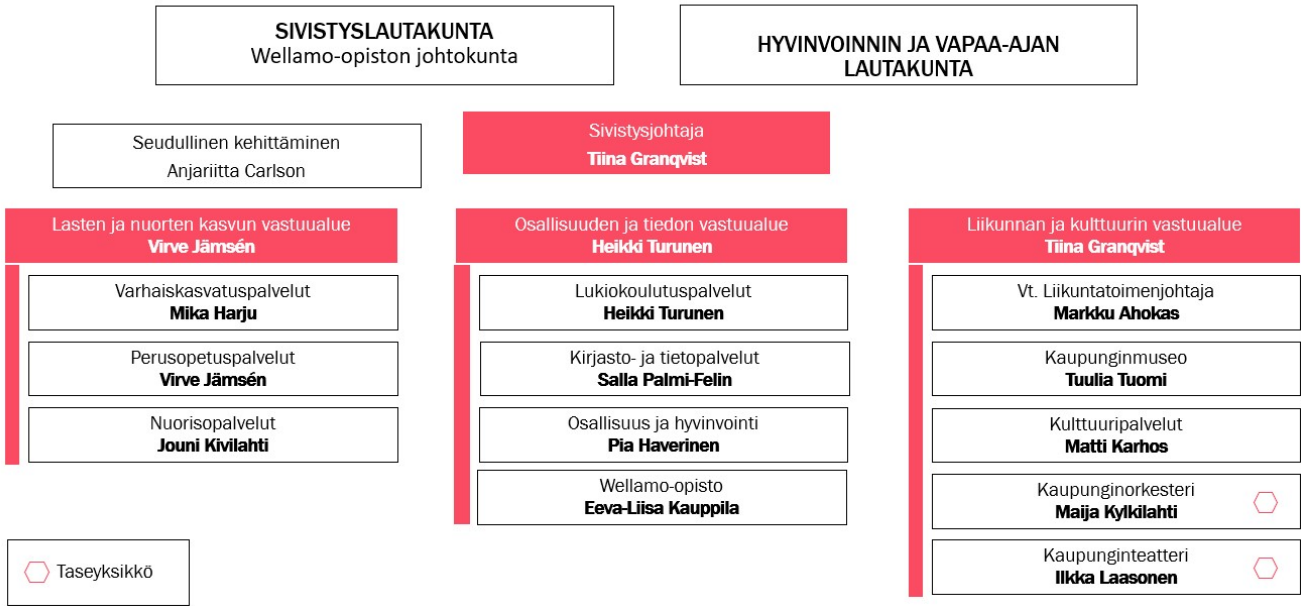 SIVISTYSLAUTAKUNTA
Wellamo-opiston johtokunta
HYVINVOINNIN JA VAPAA-AJAN
LAUTAKUNTA
Seudullinen kehittäminen
Anjariitta Carlson
Sivistysjohtaja
Tiina Granqvist
Lasten ja nuorten kasvun vastuualue
Virve Jämsén
Varhaiskasvatuspalvelut
Mika Harju
Perusopetuspalvelut
Virve Jämsén
Nuorisopalvelut
Jouni Kivilahti
Osallisuuden ja tiedon vastuualue
Heikki Turunen
Lukiokoulutuspalvelut
Heikki Turunen
Kirjasto- ja tietopalvelut
Salla Palmi-Felin
Osallisuus ja hyvinvointi
Pia Haverinen
Wellamo-opisto
Eeva-Liisa Kauppila
Liikunnan ja kulttuurin vastuualue
Tiina Granqvist
Vt. Liikuntatoimenjohtaja
Markku Ahokas
Kaupunginmuseo
Tuulia Tuomi
Kulttuuripalvelut
Matti Karhos
Kaupunginorkesteri
Maija Kylkilahti
Kaupunginteatteri
Ilkka Laasonen
Taseyksikkö